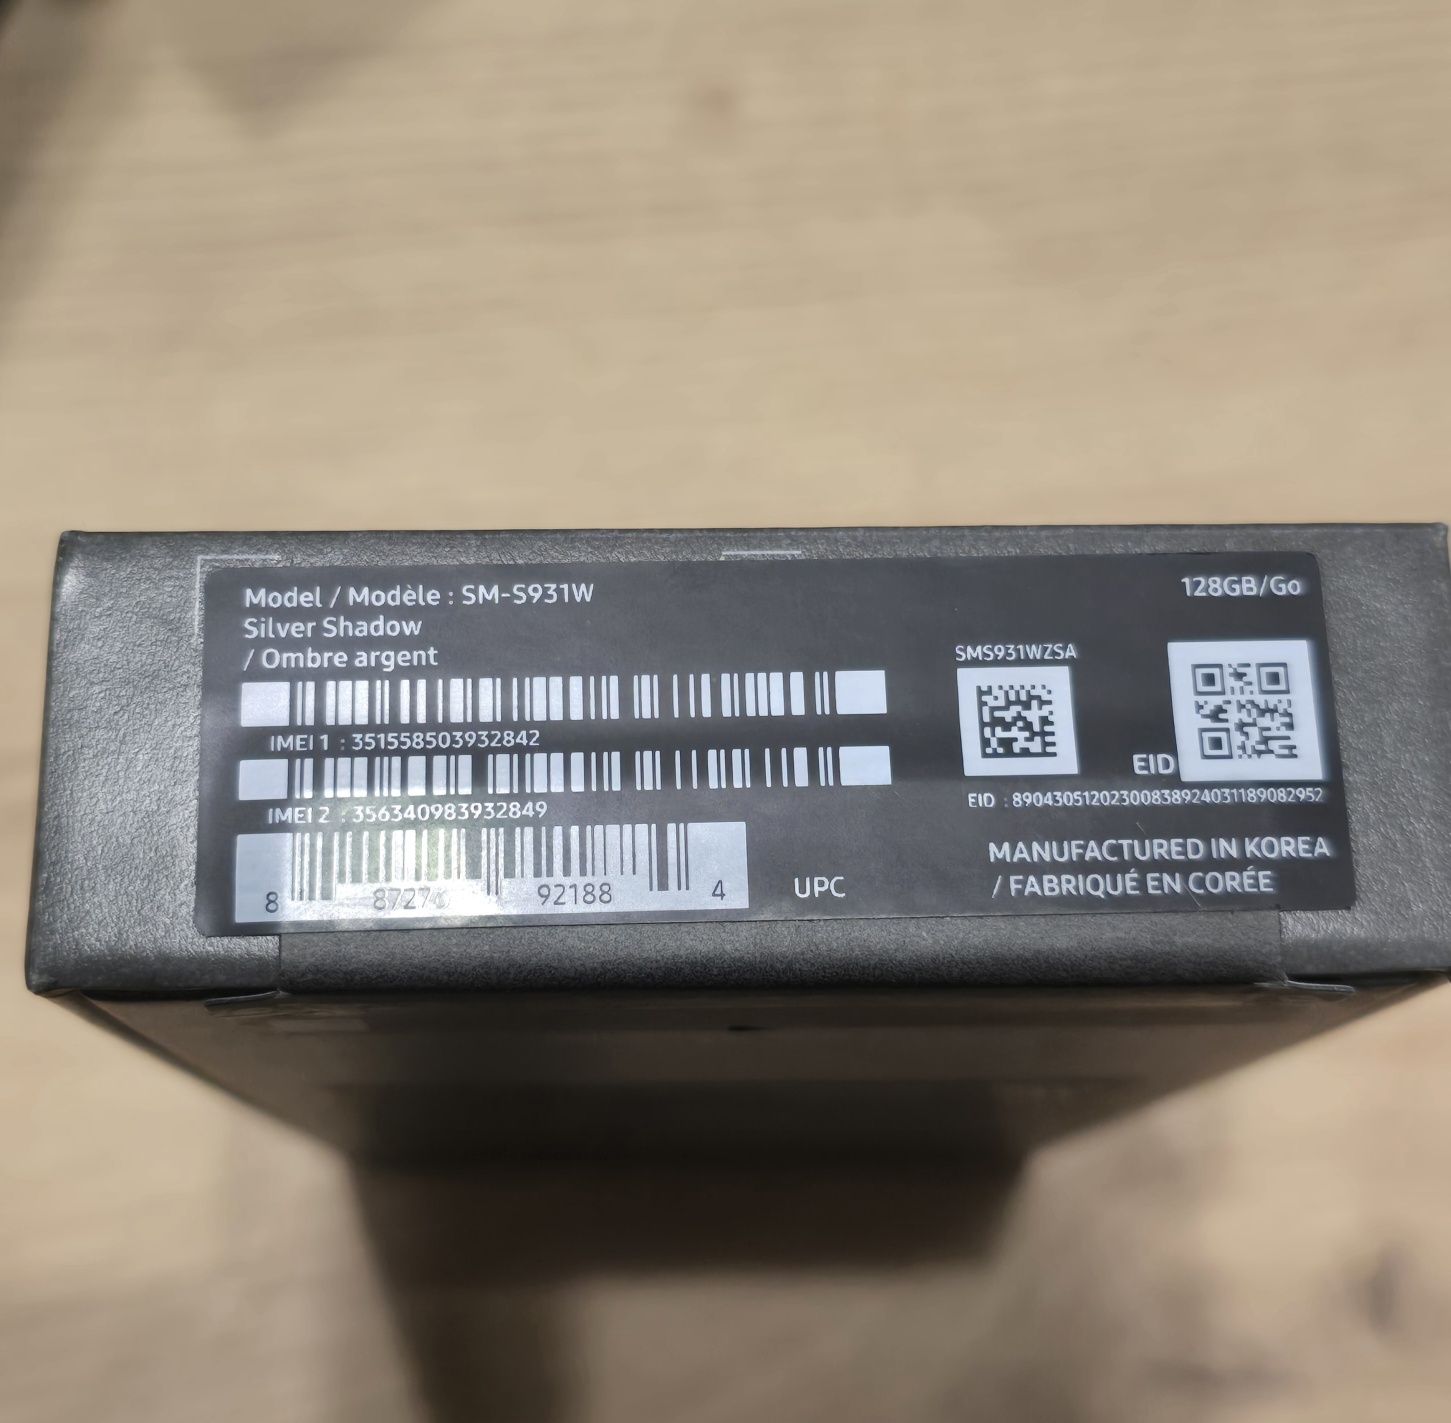 Model / Modèle : SM-S931W
128GB/Go
Silver Shadow
/ Ombre argent
SMS931WZSA
IMEI 1 : 351558503932842
EID
IMEI 2 : 356340983932849
EID : 89043051202300838924031189082952
8 92188 4
UPC
MANUFACTURED IN KOREA
/ FABRIQUÉ EN CORÉE